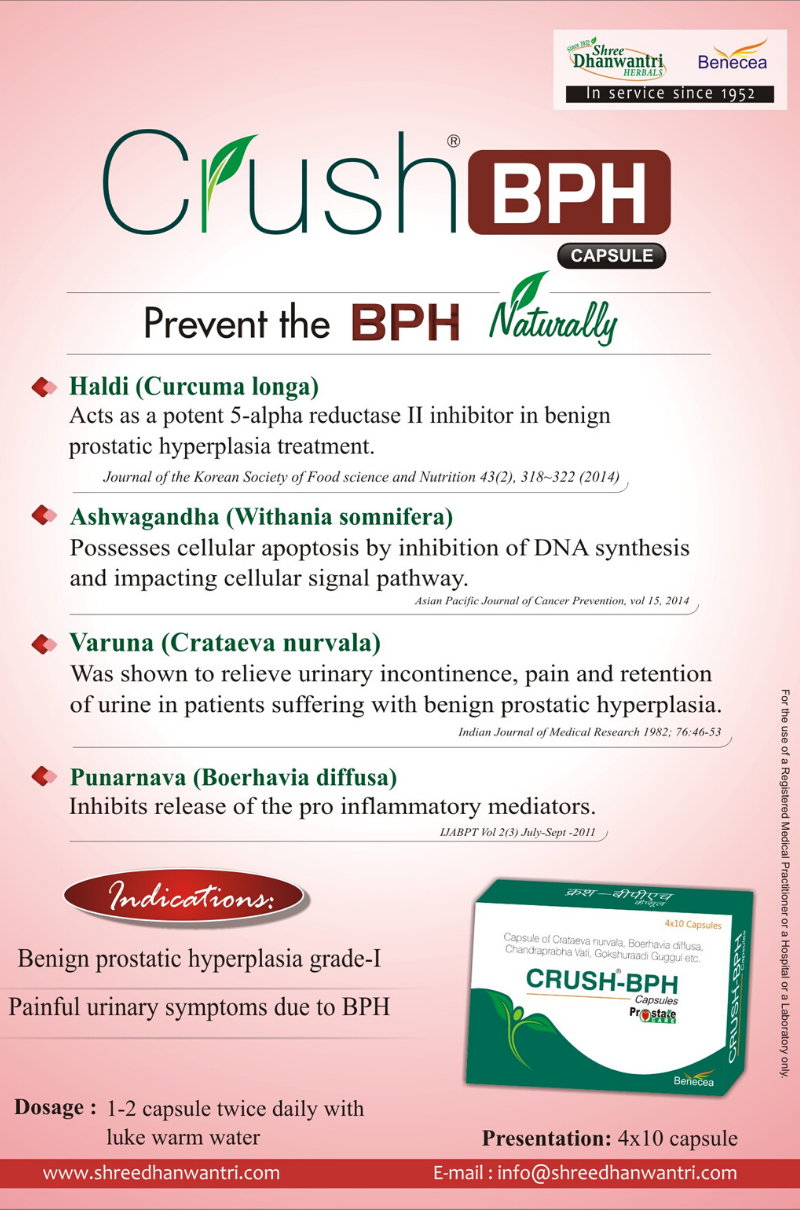 Since 1952
Shree
Dhanwantri
HERBALS
Benecea
In service since 1952
Crush®
BPH
CAPSULE
Prevent the BPH Naturally
Haldi (Curcuma longa)
Acts as a potent 5-alpha reductase II inhibitor in benign
prostatic hyperplasia treatment.
Journal of the Korean Society of Food science and Nutrition 43(2), 318~322 (2014)
Ashwagandha (Withania somnifera)
Possesses cellular apoptosis by inhibition of DNA synthesis
and impacting cellular signal pathway.
Asian Pacific Journal of Cancer Prevention, vol 15, 2014
Varuna (Crataeva nurvala)
Was shown to relieve urinary incontinence, pain and retention
of urine in patients suffering with benign prostatic hyperplasia.
Indian Journal of Medical Research 1982; 76:46-53
Punarnava (Boerhavia diffusa)
Inhibits release of the pro inflammatory mediators.
IJABPT Vol 2(3) July-Sept -2011
Indications:
Benign prostatic hyperplasia grade-I
Painful urinary symptoms due to BPH
क्रश-बीपीएच
कैप्सूल
4x10 Capsules
Capsule of Crataeva nurvala, Boerhavia diffusa,
Chandraprabha Vati, Gokshuraadi Guggul etc.
CRUSH®-BPH
Capsules
Prostate
CARE
Benecea
CRUSH-BPH
Capsules
For the use of a Registered Medical Practitioner or a Hospital or a Laboratory only.
Dosage : 1-2 capsule twice daily with
luke warm water
Presentation: 4x10 capsule
www.shreedhanwantri.com
E-mail : info@shreedhanwantri.com